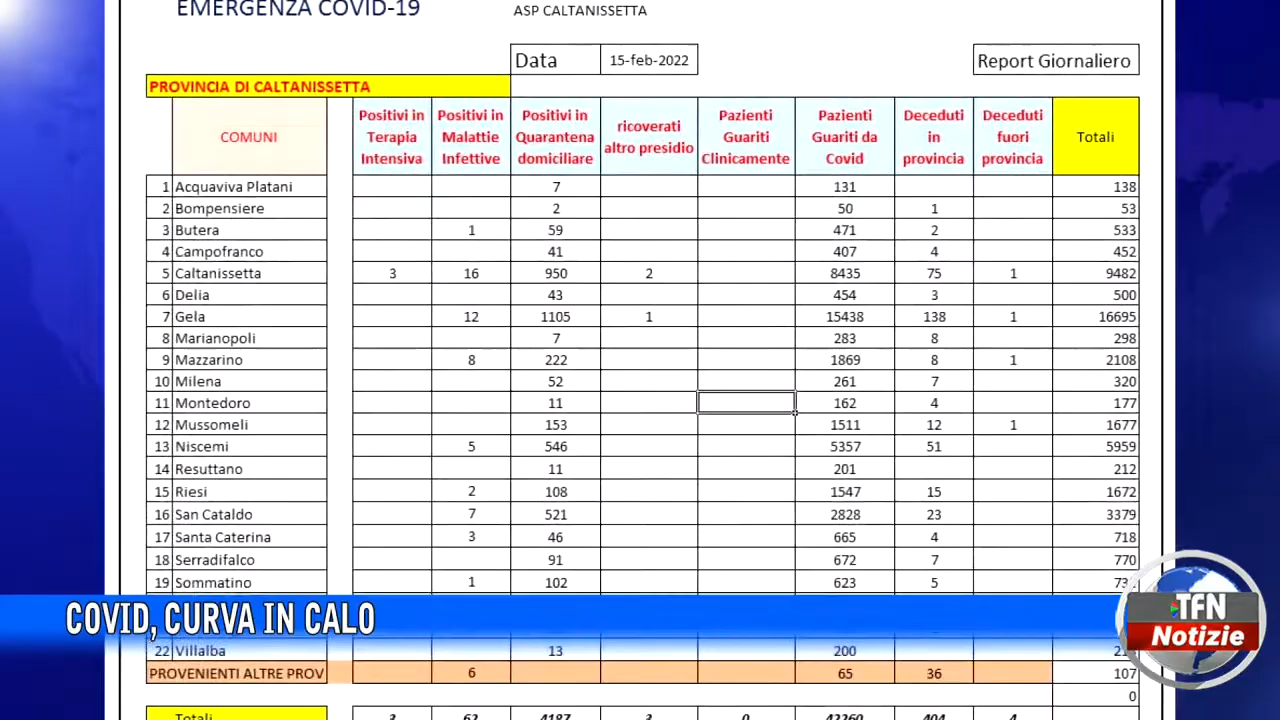 EMERGENZA COVID-19 ASP CALTANISSETTA
Data 15-feb-2022 Report Giornaliero
PROVINCIA DI CALTANISSETTA
COMUNI Positivi in Terapia Intensiva Positivi in Malattie Infettive Positivi in Quarantena domiciliare ricoverati altro presidio Pazienti Guariti Clinicamente Pazienti Guariti da Covid Deceduti in provincia Deceduti fuori provincia Totali
1 Acquaviva Platani 7 131 138
2 Bompensiere 2 50 1 53
3 Butera 1 59 471 2 533
4 Campofranco 41 407 4 452
5 Caltanissetta 3 16 950 2 8435 75 1 9482
6 Delia 43 454 3 500
7 Gela 12 1105 1 15438 138 1 16695
8 Marianopoli 7 283 8 298
9 Mazzarino 8 222 1869 8 1 2108
10 Milena 52 261 7 320
11 Montedoro 11 162 4 177
12 Mussomeli 153 1511 12 1 1677
13 Niscemi 5 546 5357 51 5959
14 Resuttano 11 201 212
15 Riesi 2 108 1547 15 1672
16 San Cataldo 7 521 2828 23 3379
17 Santa Caterina 3 46 665 4 718
18 Serradifalco 91 672 7 770
19 Sommatino 1 102 623 5
COVID, CURVA IN CALO
TFN
Notizie
22 Villalba 13 200
PROVENIENTI ALTRE PROV 6 65 36 107
0
Totali 3 62 4187 3 0 42260 404 4